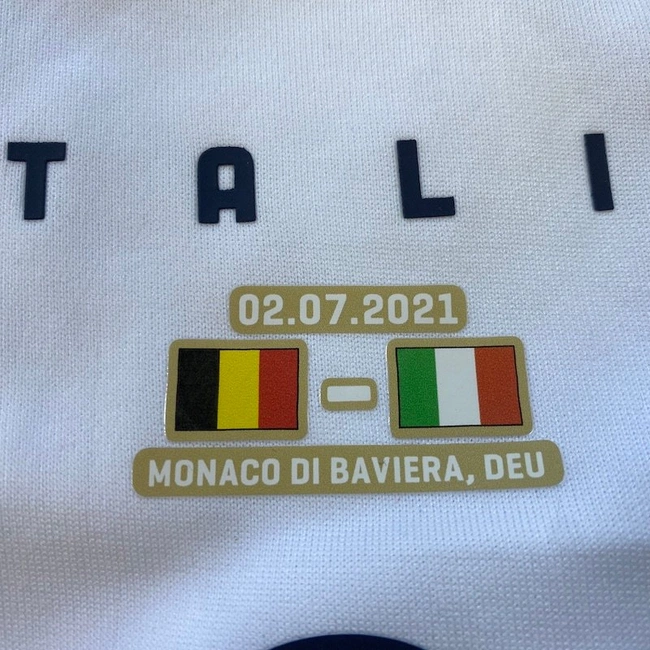 TALI
02.07.2021
-
MONACO DI BAVIERA, DEU